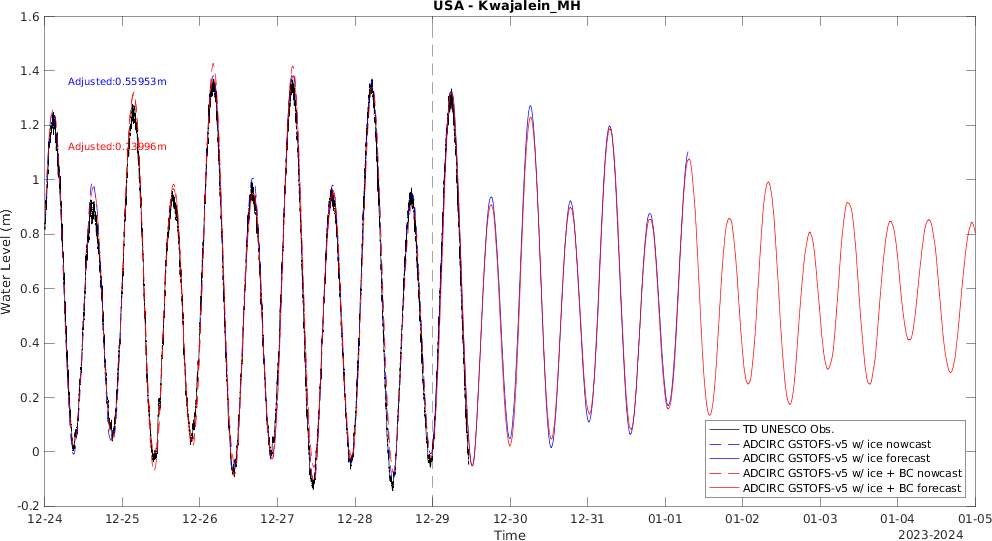 USA - Kwajalein_MH
1.6
1.4
1.2
1
0.8
0.6
0.4
0.2
0
-0.2
Water Level (m)
Adjusted:0.55953m
Adjusted:0.13996m
TD UNESCO Obs.
ADCIRC GSTOFS-v5 w/ ice nowcast
ADCIRC GSTOFS-v5 w/ ice forecast
ADCIRC GSTOFS-v5 w/ ice + BC nowcast
ADCIRC GSTOFS-v5 w/ ice + BC forecast
12-24 12-25 12-26 12-27 12-28 12-29 12-30 12-31 01-01 01-02 01-03 01-04 01-05
Time
2023-2024